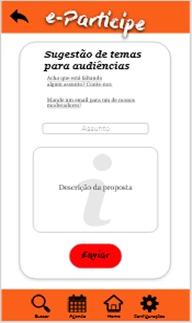 e-Participe
Sugestão de temas
para audiências
Acha que está faltando
algum assunto? Conte-nos
Mande um email para um de nossos
moderadores!
Assunto
Descrição da proposta
Enviar
Buscar Agenda Home Configurações